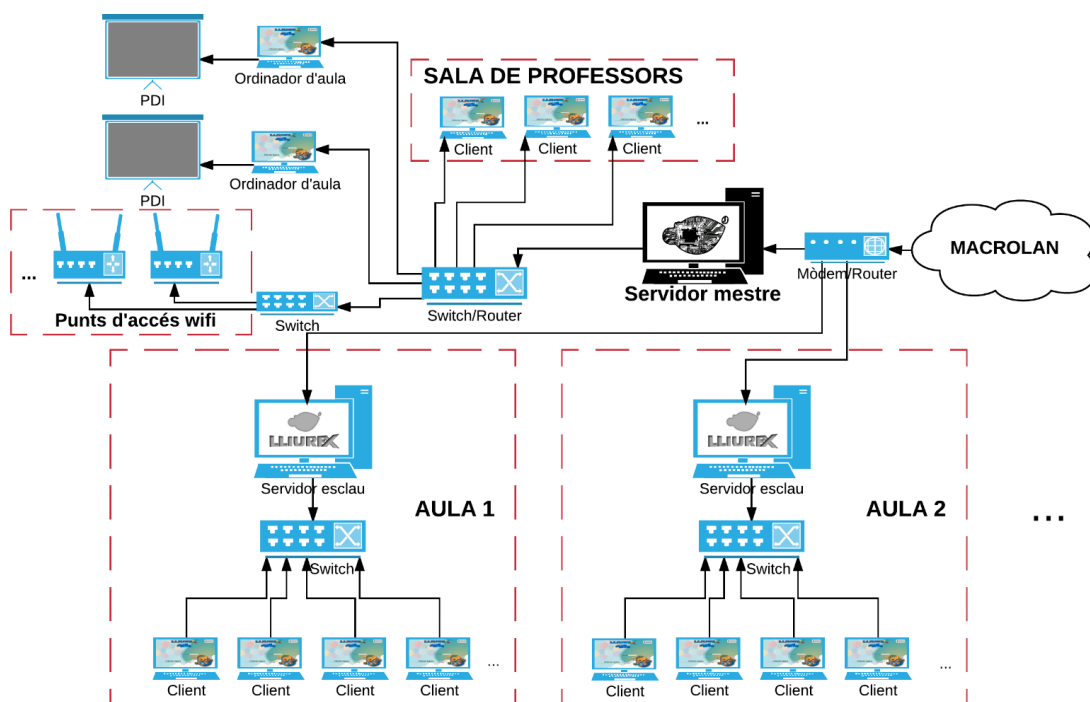 Ordinador d'aula
PDI
Ordinador d'aula
PDI
SALA DE PROFESSORS
Client
Client
Client
...
...
Punts d'accés wifi
Switch
Switch/Router
Servidor mestre
Mòdem/Router
MACROLAN
LLIUREX
Servidor esclau
AULA 1
Switch
Client
Client
Client
Client
...
LLIUREX
Servidor esclau
AULA 2
Switch
Client
Client
Client
Client
...
...